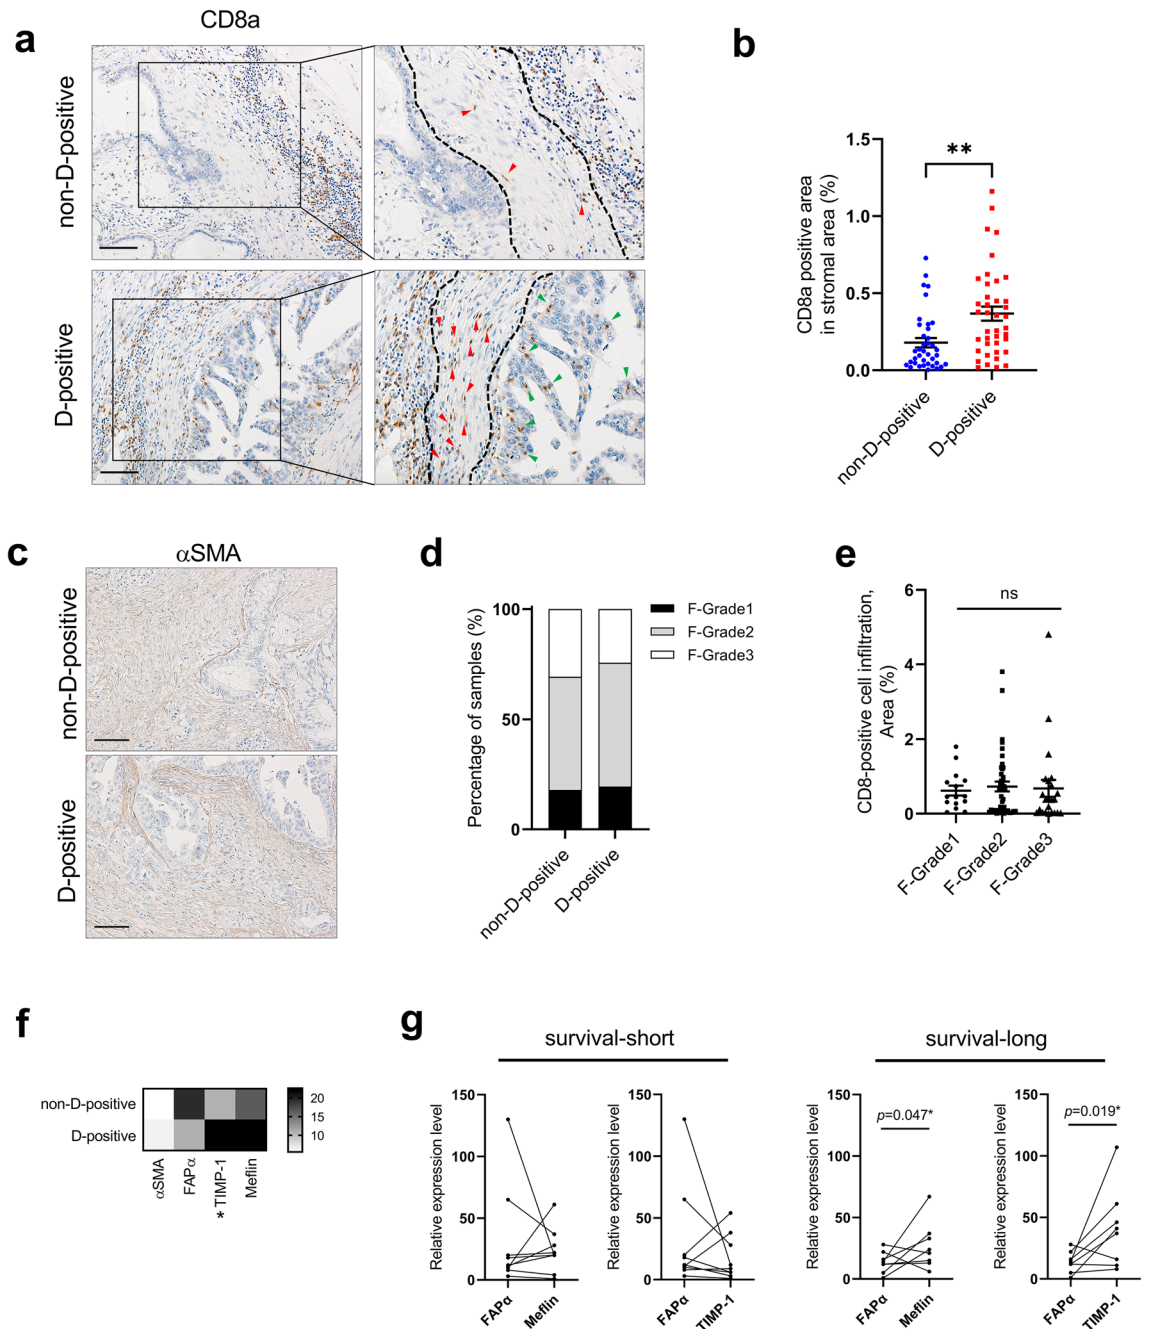 a
CD8a
non-D-positive
D-positive
b
CD8a positive area
in stromal area (%)
1.5
1.0
0.5
0.0
**
non-D-positive
D-positive
c
αSMA
non-D-positive
D-positive
d
Percentage of samples (%)
100
50
0
F-Grade1
F-Grade2
F-Grade3
non-D-positive
D-positive
e
CD8-positive cell infiltration,
Area (%)
6
4
2
0
ns
F-Grade1
F-Grade2
F-Grade3
f
non-D-positive
D-positive
20
10
αSMA
FAPα
* TIMP-1
Meflin
g
survival-short
survival-long
Relative expression level
150
100
50
0
FAPα
Meflin
Relative expression level
150
100
50
0
FAPα
TIMP-1
Relative expression level
150
100
50
0
p=0.047*
FAPα
Meflin
Relative expression level
150
100
50
0
p=0.019*
FAPα
TIMP-1